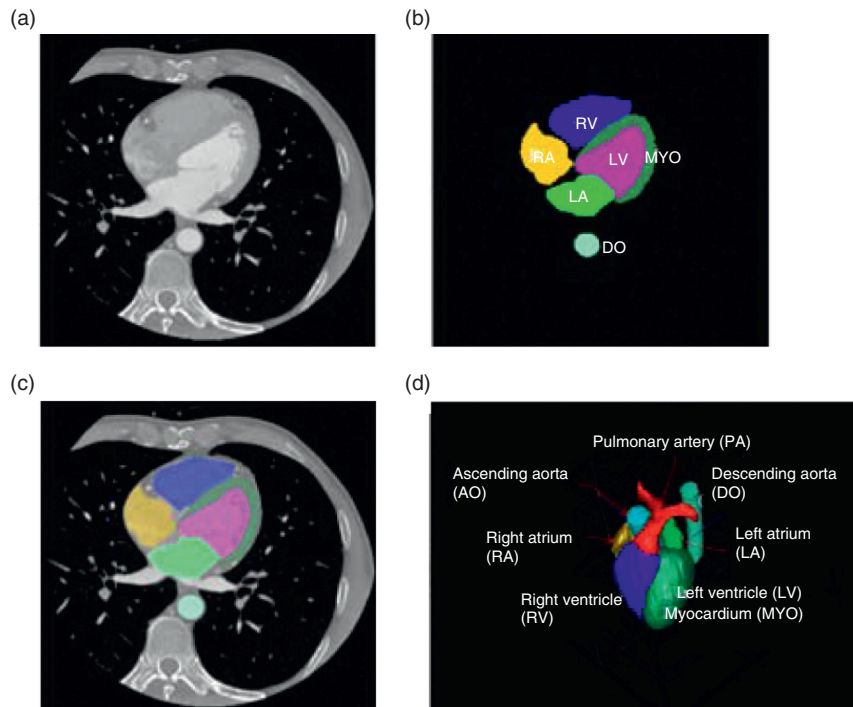 (a)
(b)
RV
RA
LV
MYO
LA
DO
(c)
(d)
Pulmonary artery (PA)
Ascending aorta
(AO)
Descending aorta
(DO)
Right atrium
(RA)
Left atrium
(LA)
Right ventricle
(RV)
Left ventricle (LV)
Myocardium (MYO)